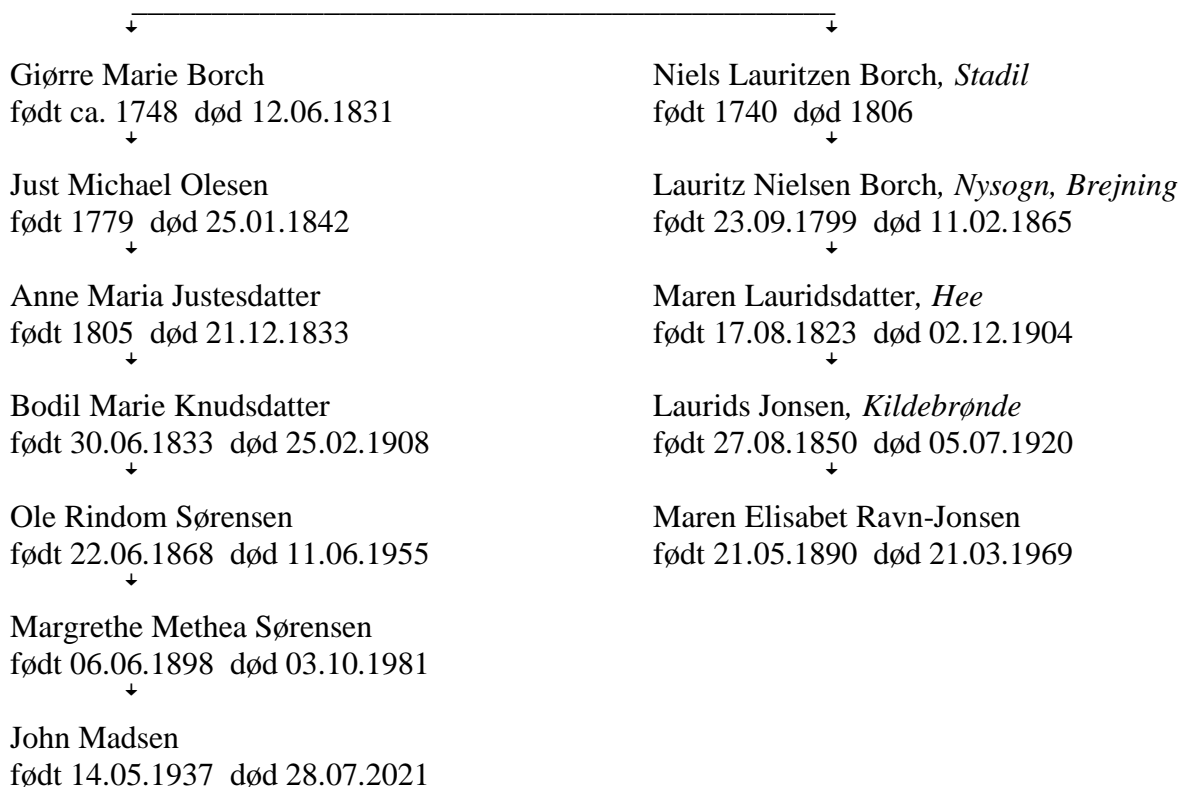 Giørre Marie Borch
født ca. 1748  død 12.06.1831
Just Michael Olesen
født 1779  død 25.01.1842
Anne Maria Justesdatter
født 1805  død 21.12.1833
Bodil Marie Knudsdatter
født 30.06.1833  død 25.02.1908
Ole Rindom Sørensen
født 22.06.1868  død 11.06.1955
Margrethe Methea Sørensen
født 06.06.1898  død 03.10.1981
John Madsen
født 14.05.1937  død 28.07.2021
Niels Lauritzen Borch, Stadil
født 1740  død 1806
Lauritz Nielsen Borch, Nysogn, Brejning
født 23.09.1799  død 11.02.1865
Maren Lauridsdatter, Hee
født 17.08.1823  død 02.12.1904
Laurids Jonsen, Kildebrønde
født 27.08.1850  død 05.07.1920
Maren Elisabet Ravn-Jonsen
født 21.05.1890  død 21.03.1969